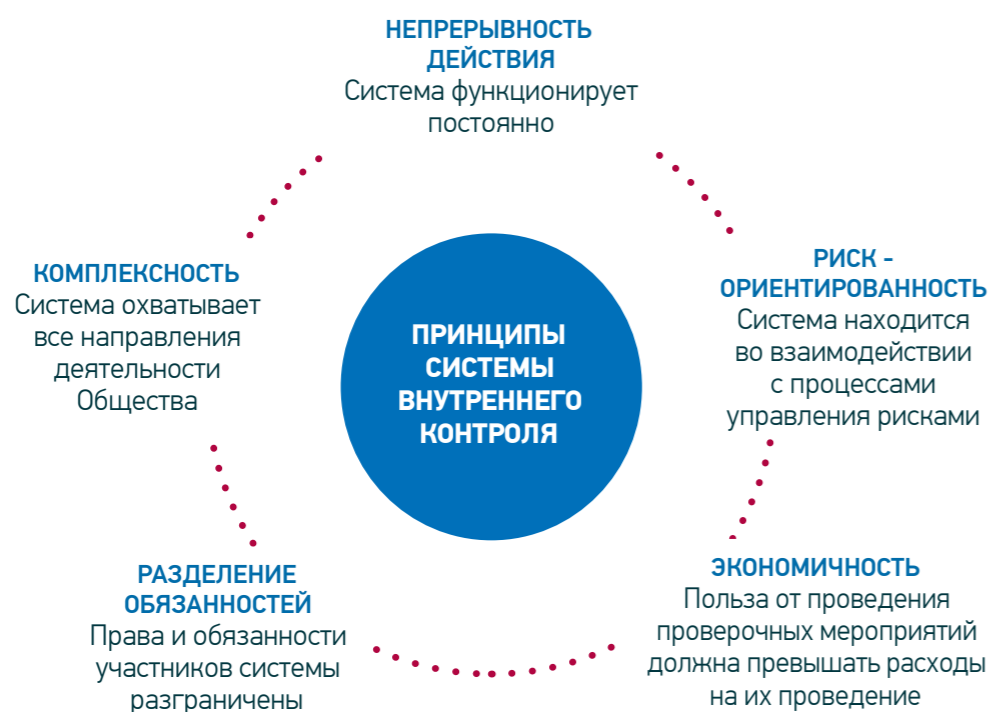 НЕПРЕРЫВНОСТЬ
ДЕЙСТВИЯ
Система функционирует
постоянно
РИСК -
ОРИЕНТИРОВАННОСТЬ
Система находится
во взаимодействии
с процессами
управления рисками
ЭКОНОМИЧНОСТЬ
Польза от проведения
проверочных мероприятий
должна превышать расходы
на их проведение
РАЗДЕЛЕНИЕ
ОБЯЗАННОСТЕЙ
Права и обязанности
участников системы
разграничены
КОМПЛЕКСНОСТЬ
Система охватывает
все направления
деятельности
Общества
ПРИНЦИПЫ
СИСТЕМЫ
ВНУТРЕННЕГО
КОНТРОЛЯ